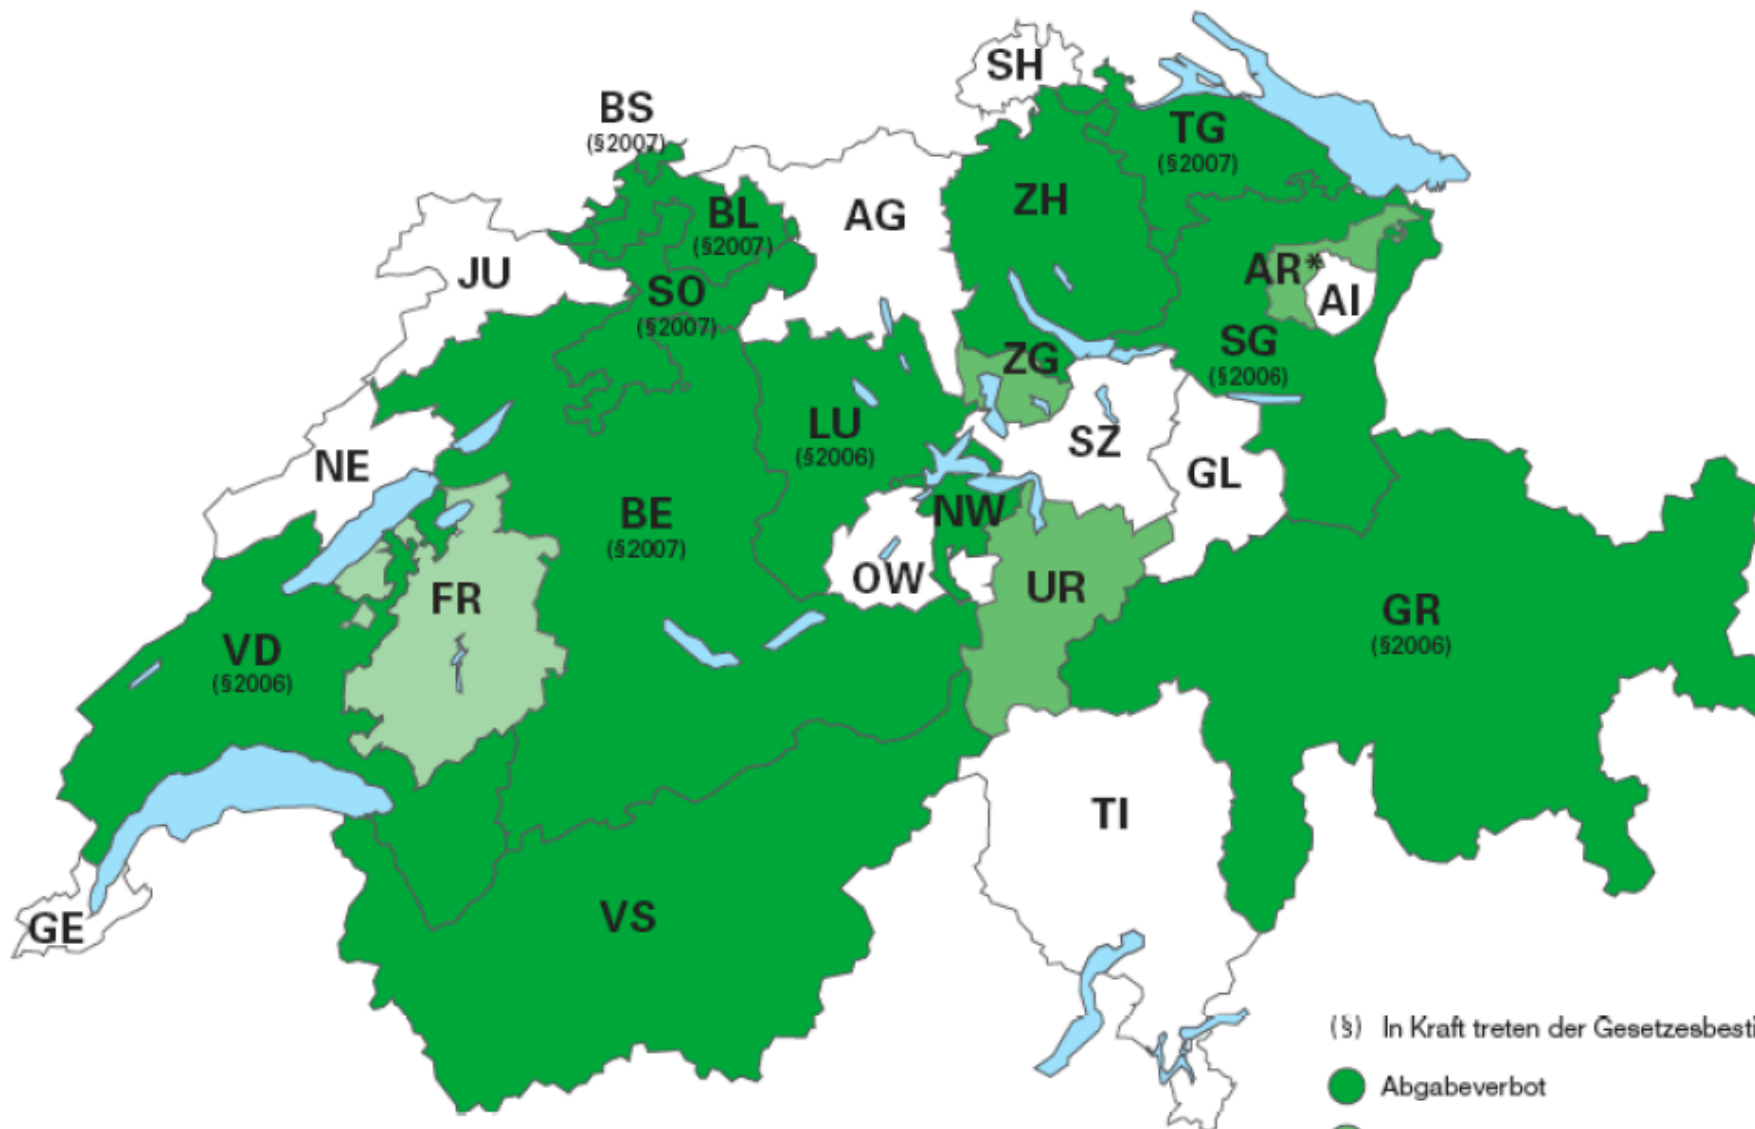 SH
BS
(§2007)
TG
(§2007)
ZH
BL
(§2007)
AG
JU
SO
(§2007)
AR*
AI
ZG
SG
(§2006)
LU
(§2006)
SZ
NE
GL
BE
(§2007)
NW
OW
UR
FR
GR
(§2006)
VD
(§2006)
TI
VS
GE
(§) In Kraft treten der Gesetzesbesti
Abgabeverbot